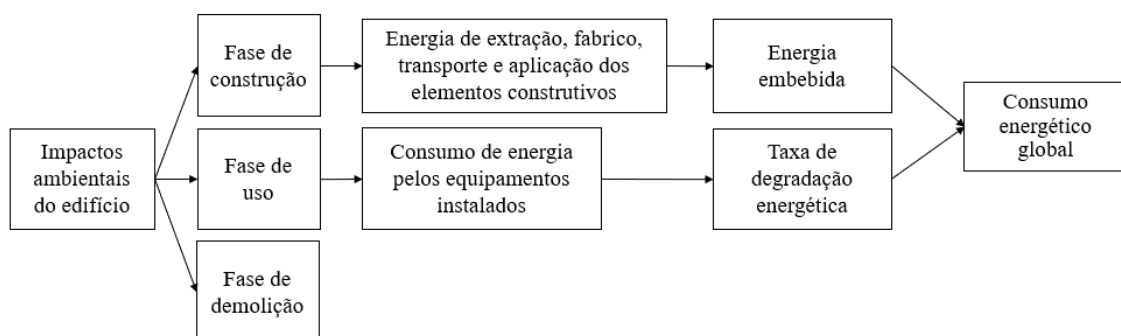 Impactos
ambientais
do edifício
Fase de
construção
Energia de extração, fabrico,
transporte e aplicação dos
elementos construtivos
Energia
embebida
Fase de
uso
Consumo de energia
pelos equipamentos
instalados
Taxa de
degradação
energética
Consumo
energético
global
Fase de
demolição